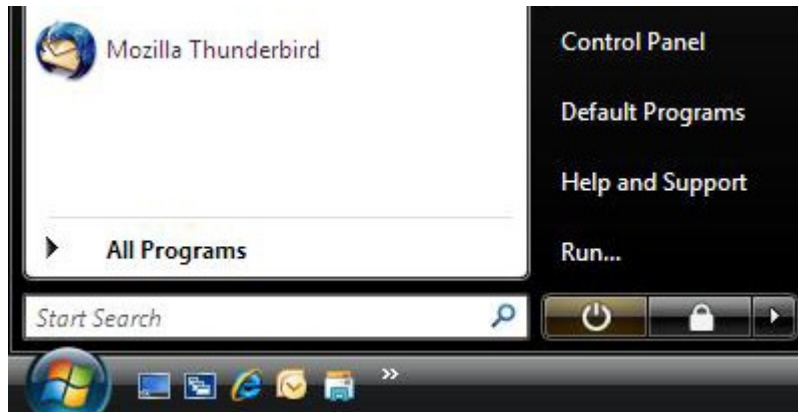 Mozilla Thunderbird
All Programs
Start Search
Control Panel
Default Programs
Help and Support
Run...